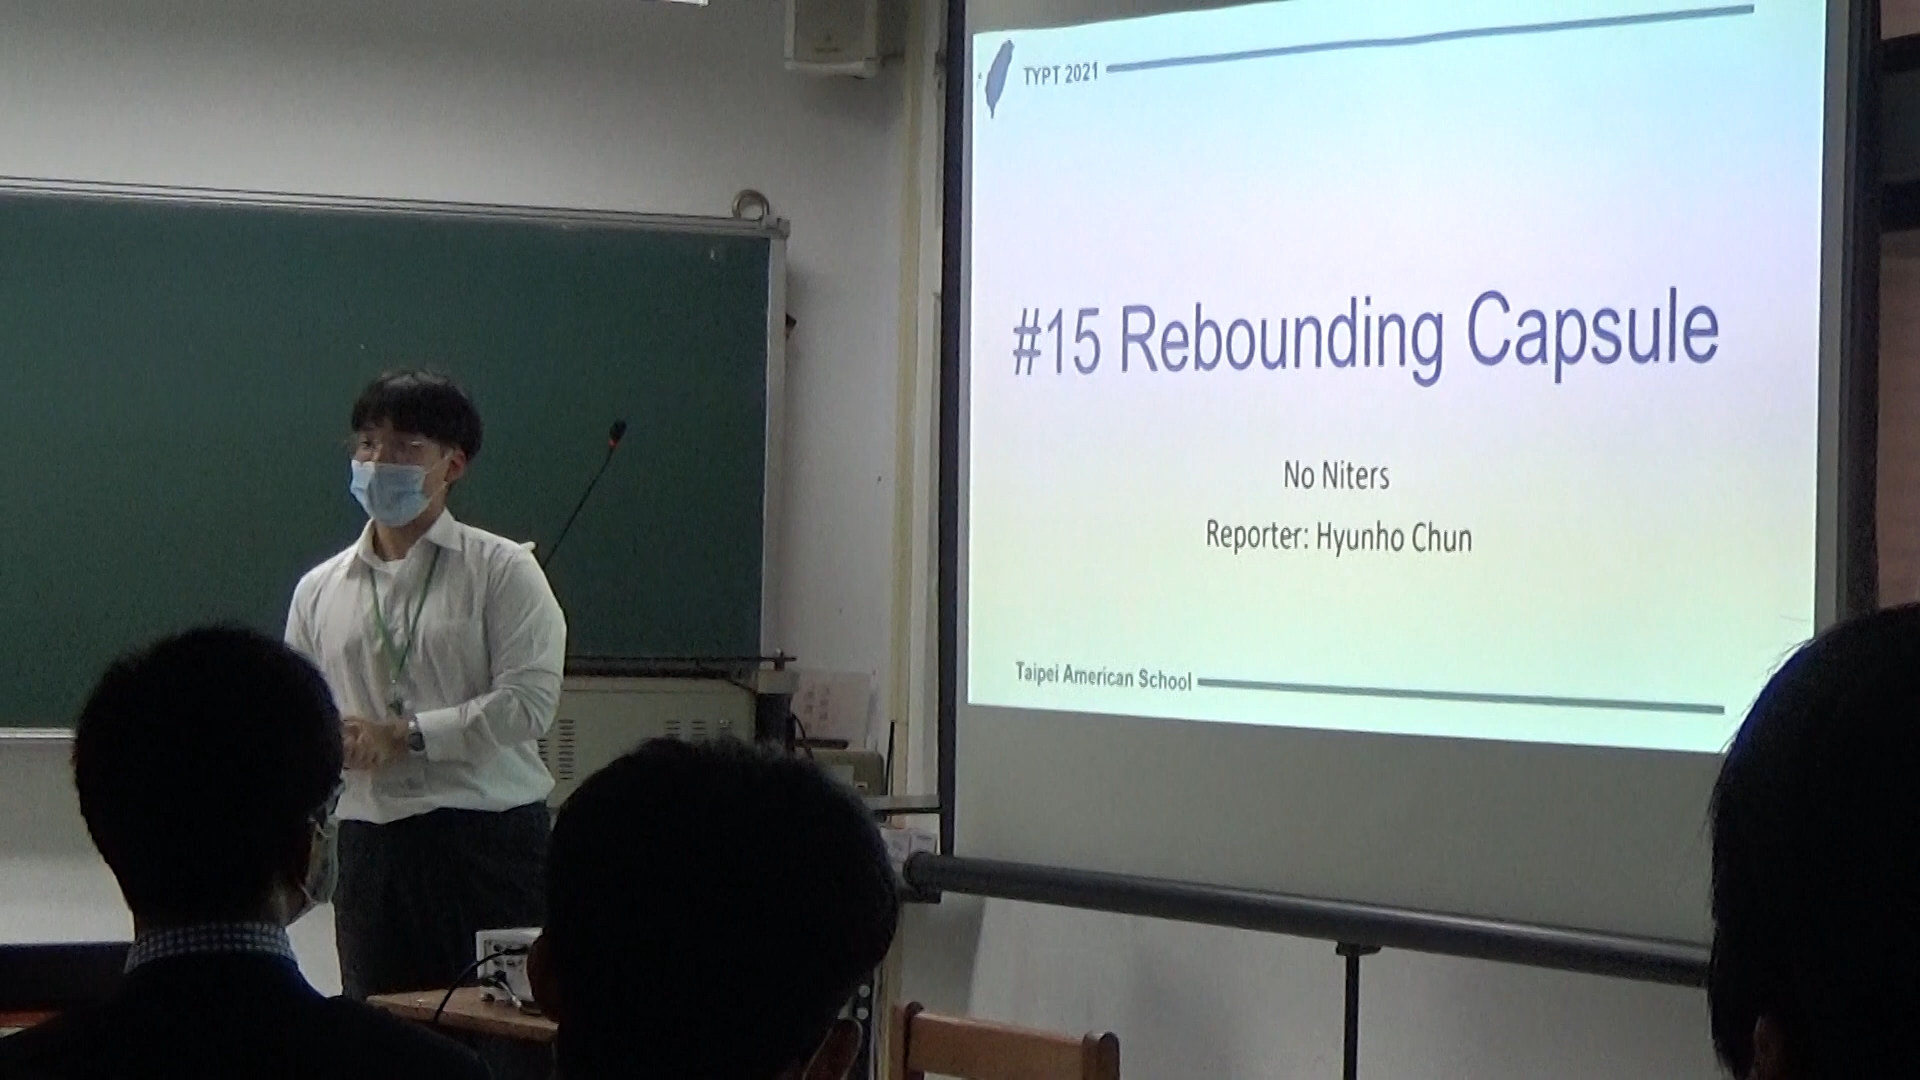 TYPT 2021
#15 Rebounding Capsule
No Niters
Reporter: Hyunho Chun
Taipei American School